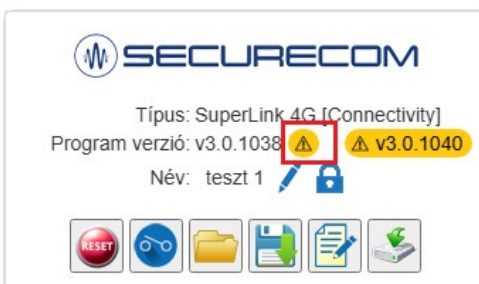 SECURECOM
Típus: SuperLink 4G [Connectivity]
Program verzió: v3.0.1038 ⚠ ⚠ v3.0.1040
Név: teszt 1
RESET